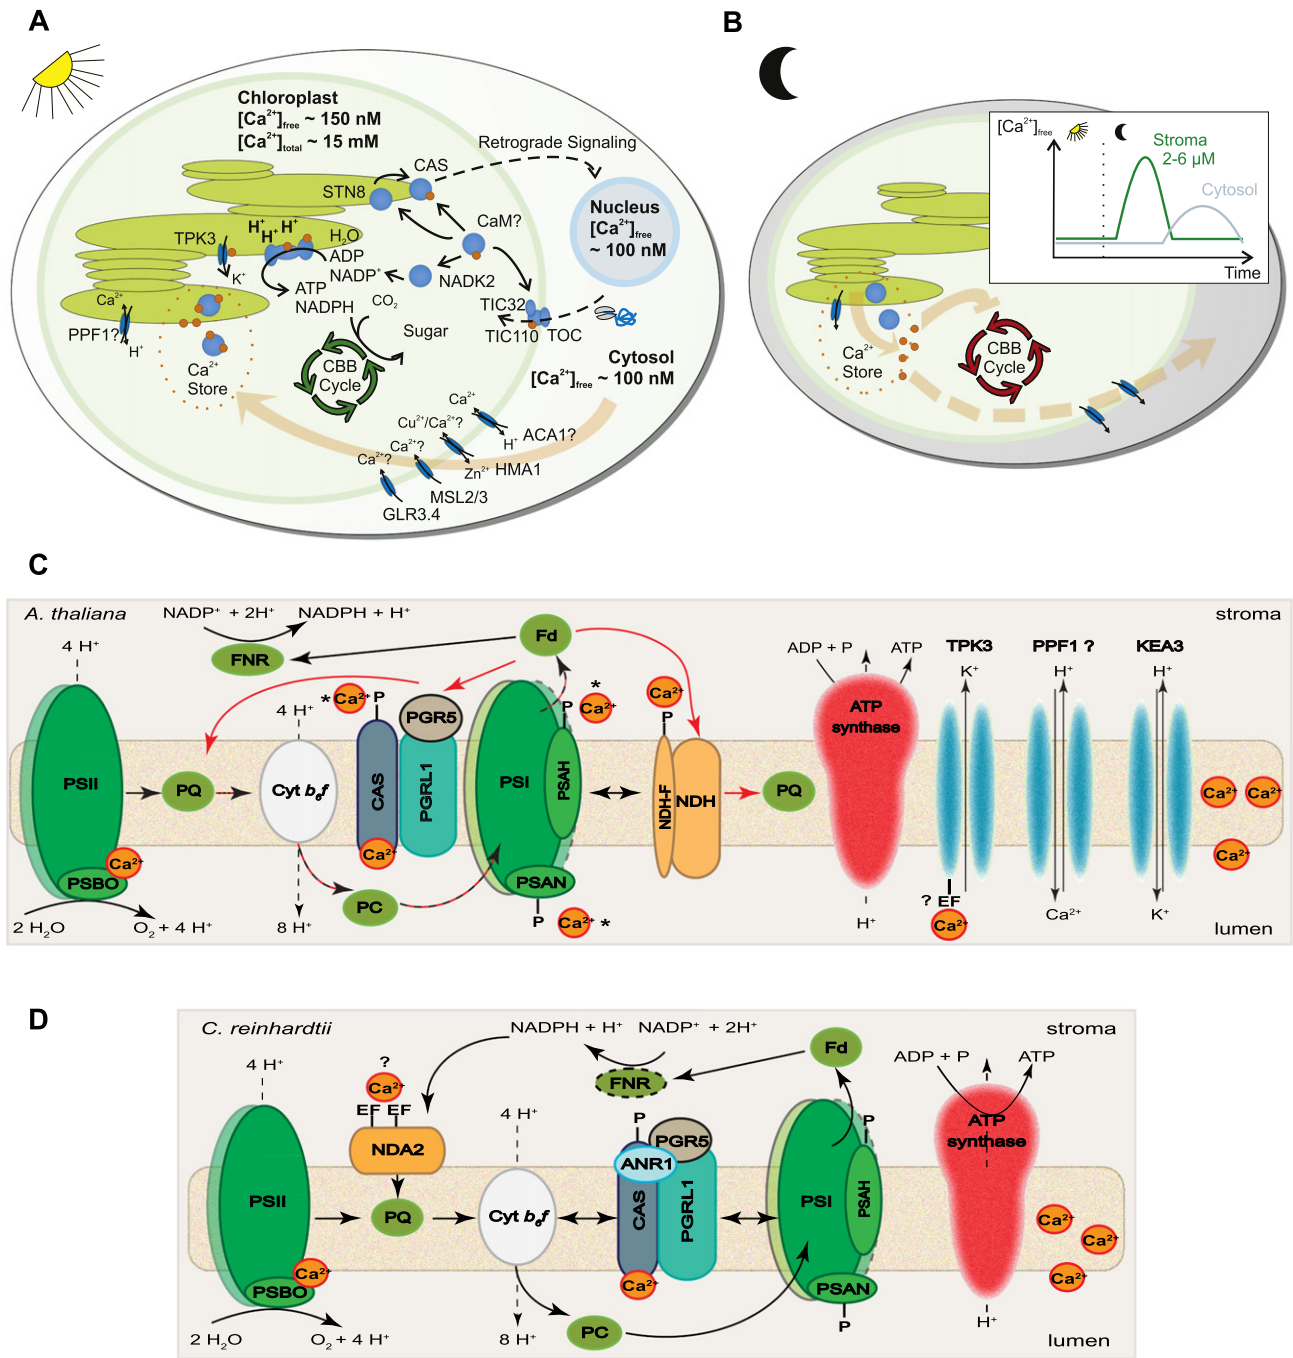 A
Chloroplast
[Ca²⁺]free ~ 150 nM
[Ca²⁺]total ~ 15 mM
Retrograde Signaling
CAS
STN8
Nucleus
[Ca²⁺]free
~ 100 nM
CaM?
H⁺ H⁺ H⁺
TPK3
H₂O
ADP
NADP⁺
K⁺
NADK2
ATP
NADPH
CO₂
Ca²⁺
PPF1?
H⁺
TIC32
TIC110
TOC
Sugar
Ca²⁺
Store
CBB
Cycle
Cytosol
[Ca²⁺]free ~ 100 nM
Ca²⁺
H⁺ ACA1?
Cu²⁺/Ca²⁺?
Zn²⁺ HMA1
Ca²⁺?
MSL2/3
Ca²⁺?
GLR3.4
B
[Ca²⁺]free
Stroma
2-6 µM
Cytosol
Time
Ca²⁺
Store
CBB
Cycle
C
A. thaliana
stroma
NADP⁺ + 2H⁺
NADPH + H⁺
FNR
Fd
4 H⁺
PSII
PSBO
Ca²⁺
2 H₂O
O₂ + 4 H⁺
PQ
4 H⁺
Cyt b₆f
8 H⁺
PC
* Ca²⁺ P
CAS
Ca²⁺
PGR5
PGRL1
PSI
PSAH
P
*
Ca²⁺
PSAN
P
Ca²⁺ *
Ca²⁺
P
NDH-F
NDH
PQ
ADP + P
ATP
ATP
synthase
H⁺
TPK3
K⁺
? EF
Ca²⁺
PPF1 ?
H⁺
Ca²⁺
KEA3
H⁺
K⁺
Ca²⁺
Ca²⁺
Ca²⁺
lumen
D
C. reinhardtii
stroma
NADPH + H⁺
NADP⁺ + 2H⁺
FNR
Fd
4 H⁺
PSII
PSBO
Ca²⁺
2 H₂O
O₂ + 4 H⁺
?
Ca²⁺
EF EF
NDA2
PQ
4 H⁺
Cyt b₆f
8 H⁺
PC
P
ANR1
CAS
Ca²⁺
PGR5
PGRL1
PSI
PSAH
P
PSAN
P
ADP + P
ATP
ATP
synthase
H⁺
Ca²⁺
Ca²⁺
Ca²⁺
lumen